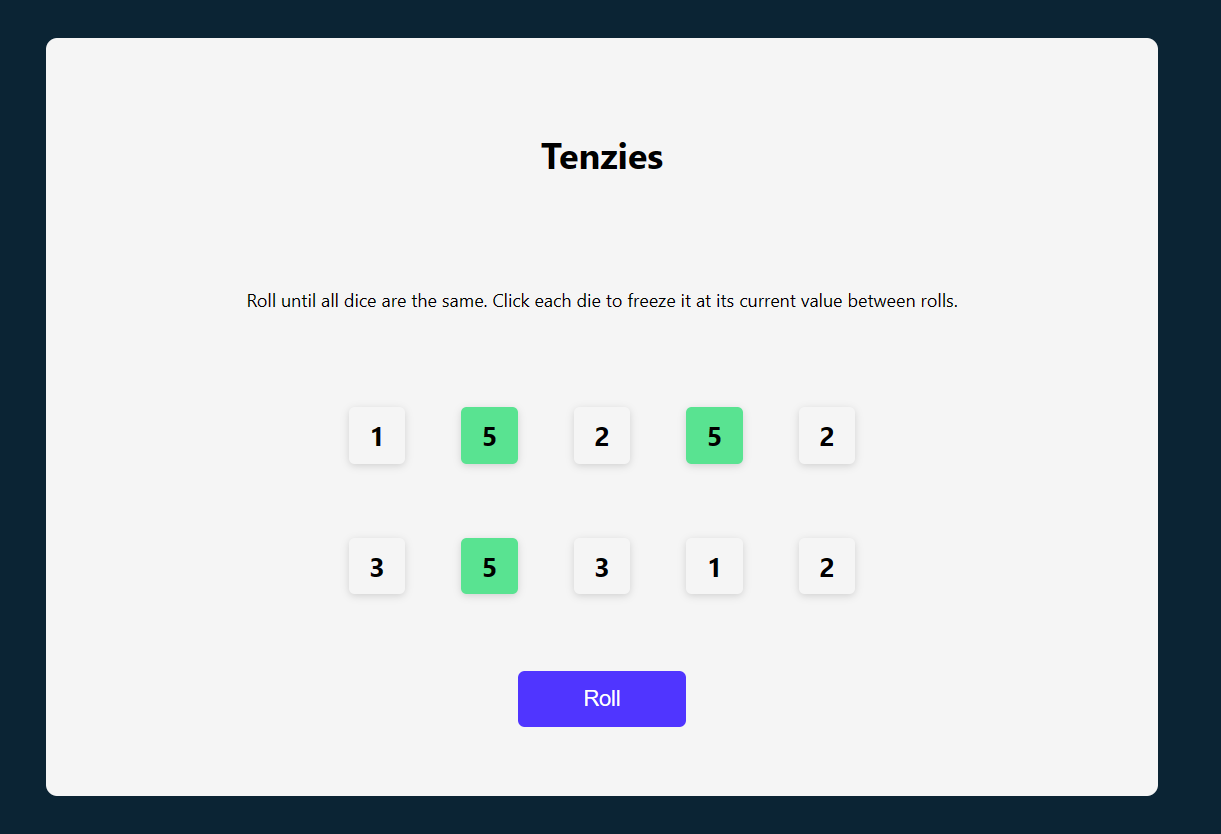 Tenzies
Roll until all dice are the same. Click each die to freeze it at its current value between rolls.
1 5 2 5 2
3 5 3 1 2
Roll